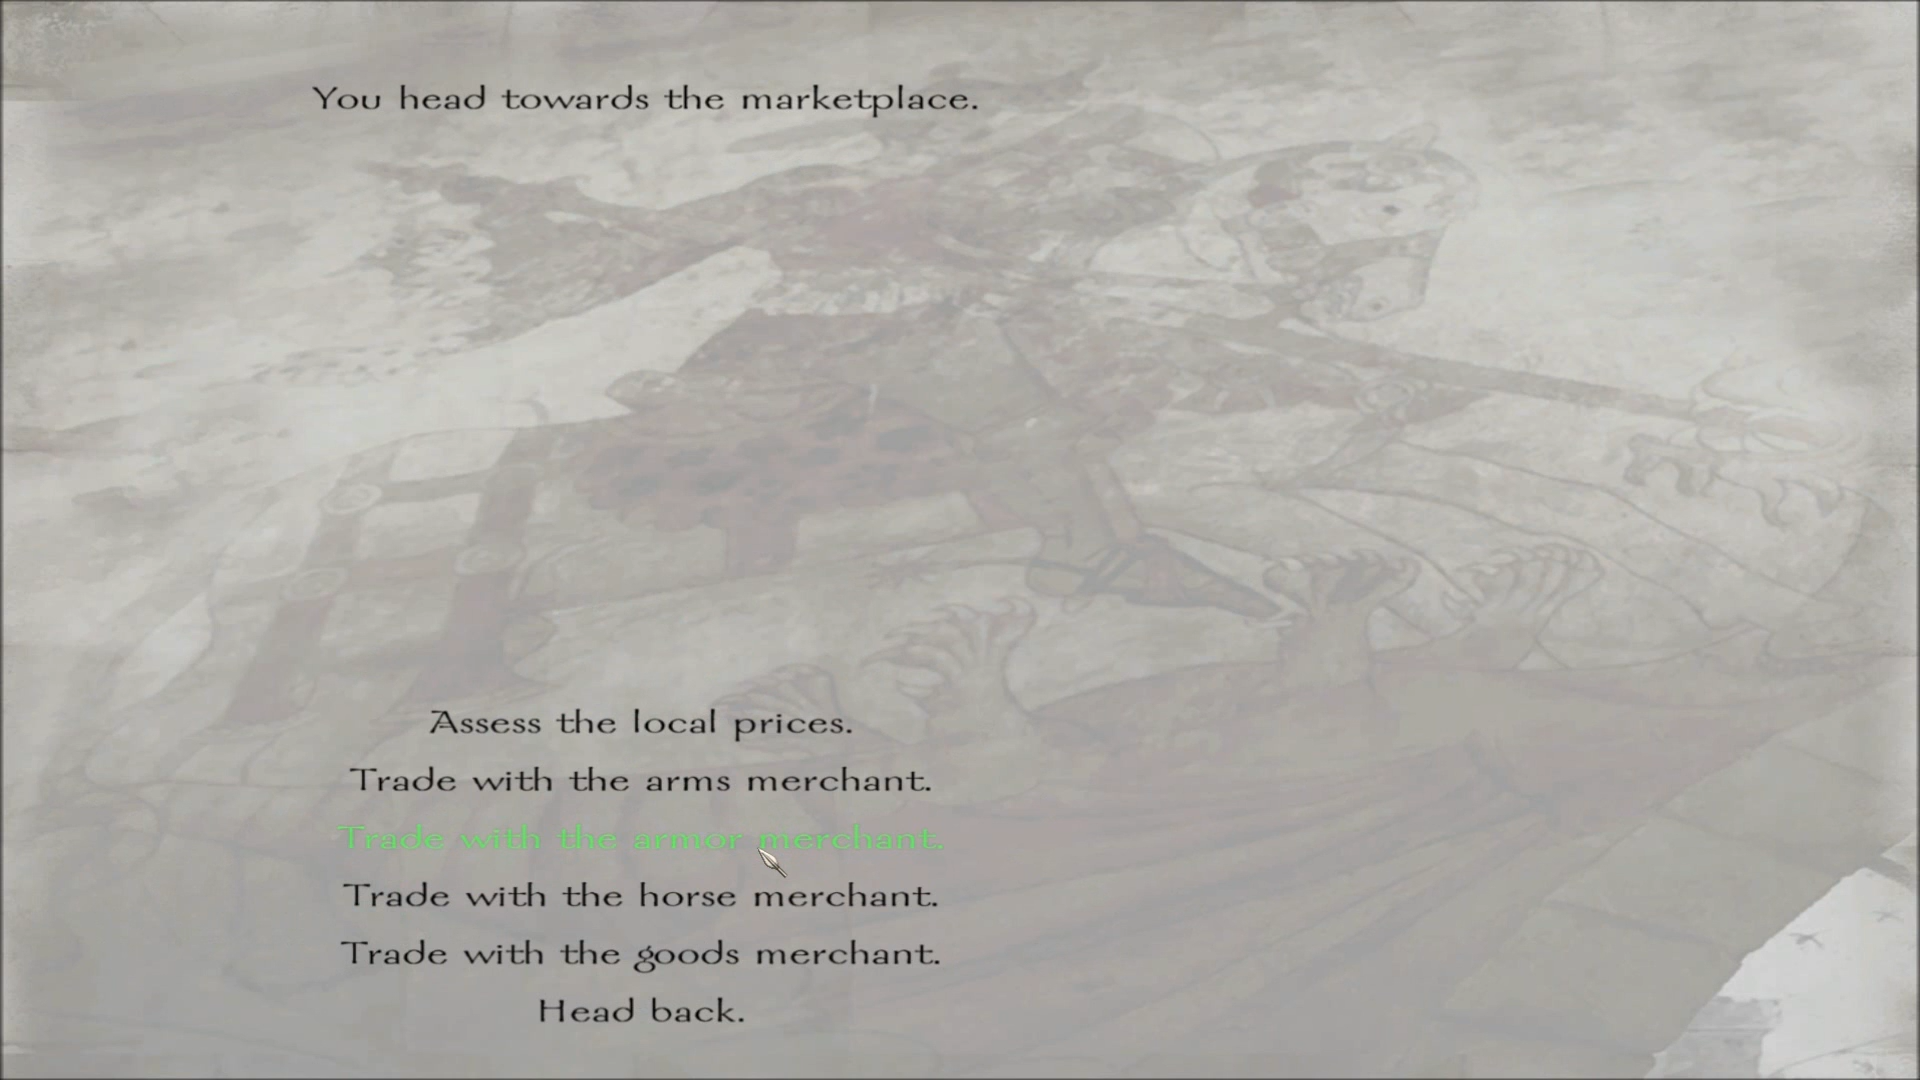 You head towards the marketplace.
Assess the local prices.
Trade with the arms merchant.
Trade with the armor merchant.
Trade with the horse merchant.
Trade with the goods merchant.
Head back.